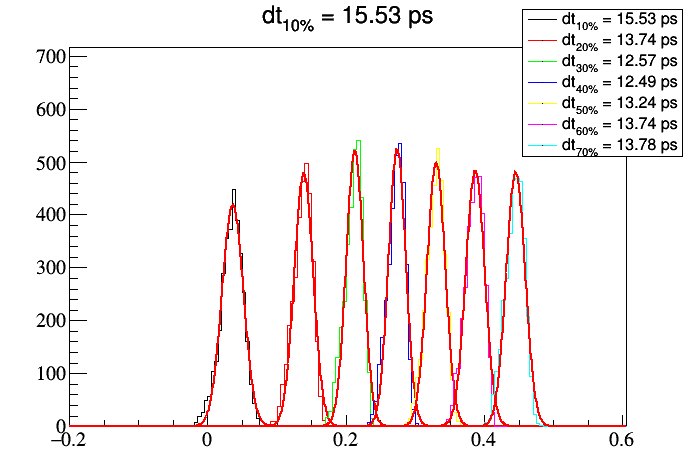 dt10% = 15.53 ps
dt10% = 15.53 ps
dt20% = 13.74 ps
dt30% = 12.57 ps
dt40% = 12.49 ps
dt50% = 13.24 ps
dt60% = 13.74 ps
dt70% = 13.78 ps
700
600
500
400
300
200
100
0
−0.2 0 0.2 0.4 0.6